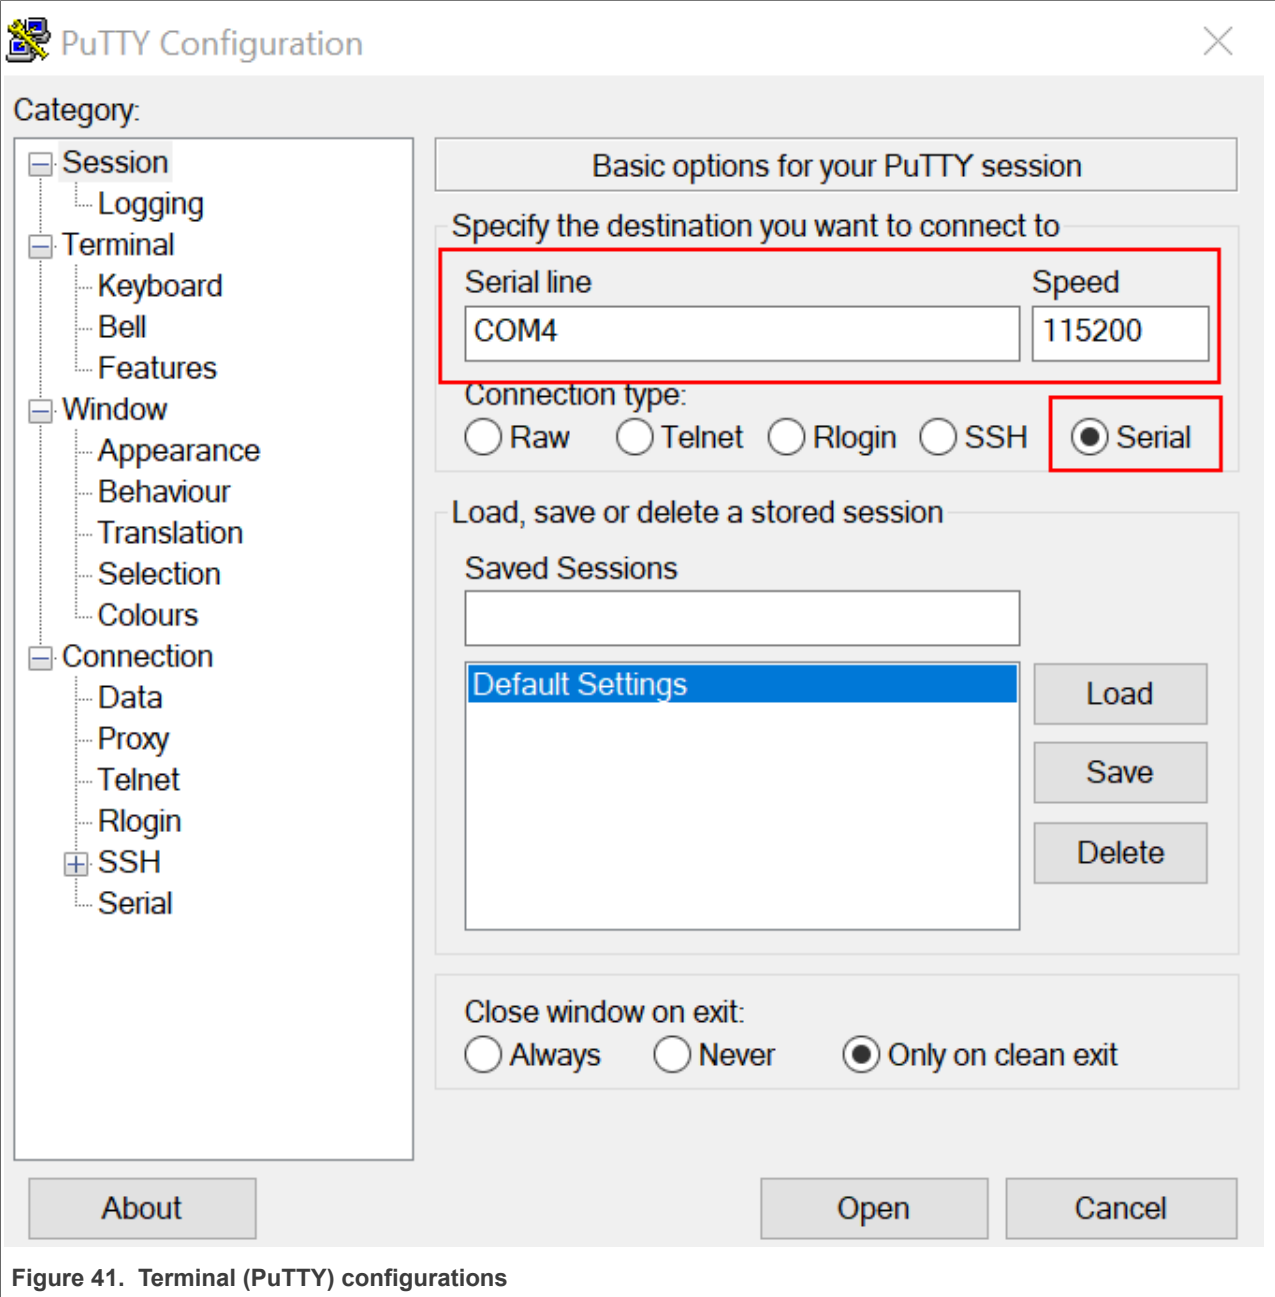 PuTTY Configuration
Category:
Session
Logging
Terminal
Keyboard
Bell
Features
Window
Appearance
Behaviour
Translation
Selection
Colours
Connection
Data
Proxy
Telnet
Rlogin
SSH
Serial
Basic options for your PuTTY session
Specify the destination you want to connect to
Serial line Speed
COM4 115200
Connection type:
Raw Telnet Rlogin SSH Serial
Load, save or delete a stored session
Saved Sessions
Default Settings
Load
Save
Delete
Close window on exit:
Always Never Only on clean exit
About Open Cancel
Figure 41. Terminal (PuTTY) configurations